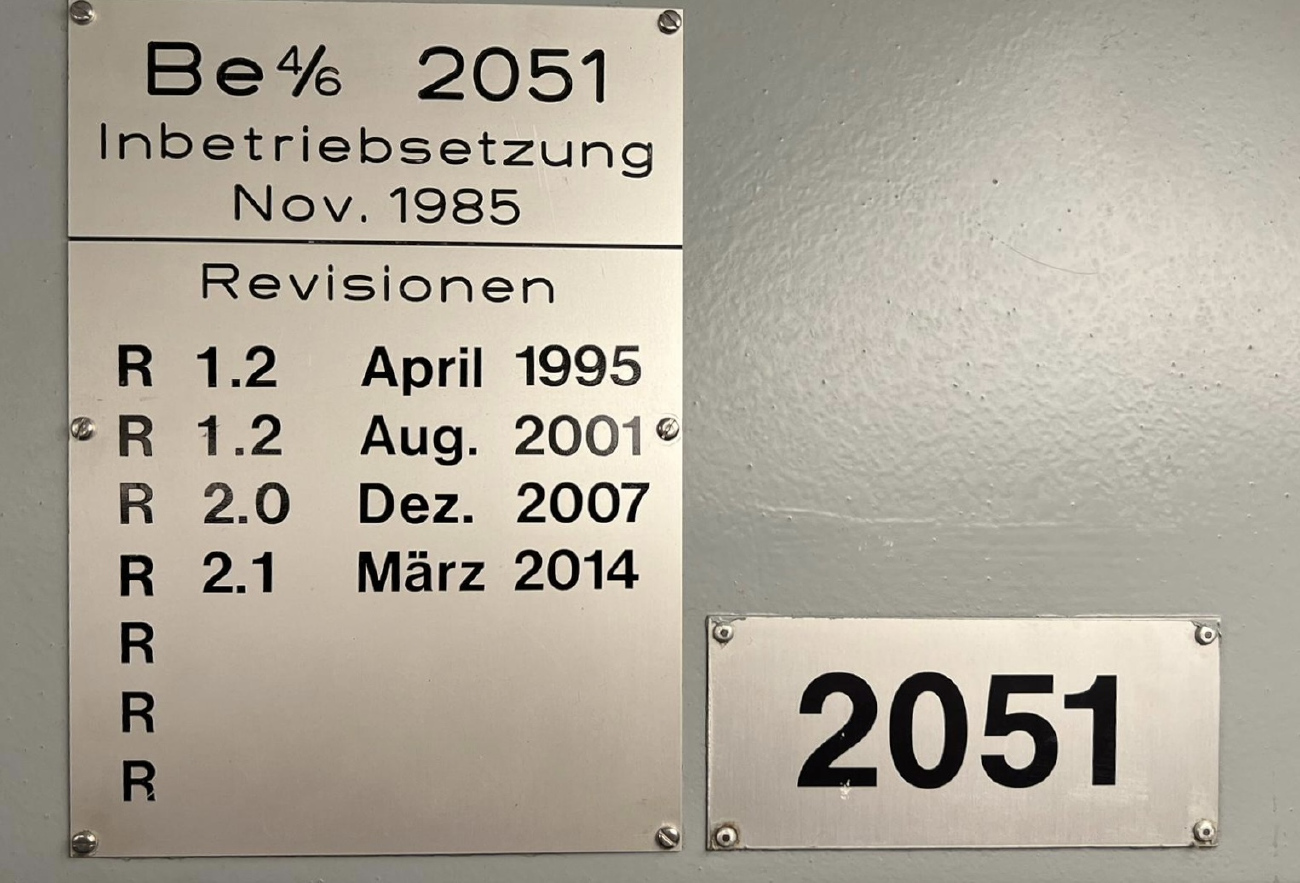 Be 4/6 2051
Inbetriebsetzung
Nov. 1985
Revisionen
R 1.2 April 1995
R 1.2 Aug. 2001
R 2.0 Dez. 2007
R 2.1 März 2014
R
R
R
2051